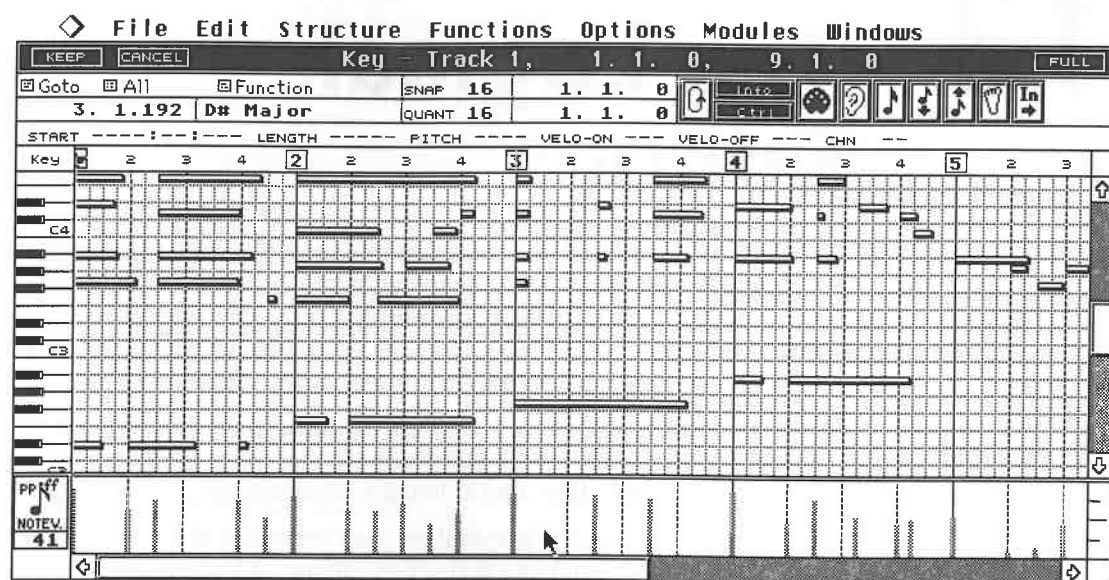 File Edit Structure Functions Options Modules Windows
KEEP CANCEL Key – Track 1, 1. 1. 0, 9. 1. 0 FULL
Goto All Function SNAP 16 1. 1. 0 Info In
3. 1.192 D# Major QUANT 16 1. 1. 0 Ctrl
START ----:--:--- LENGTH ----- PITCH ---- VELO-ON --- VELO-OFF --- CHN --
Key 2 3 4 2 2 3 4 3 2 3 4 4 2 3 4 5 2 3
C4
C3
PP ff
NOTEV.
41